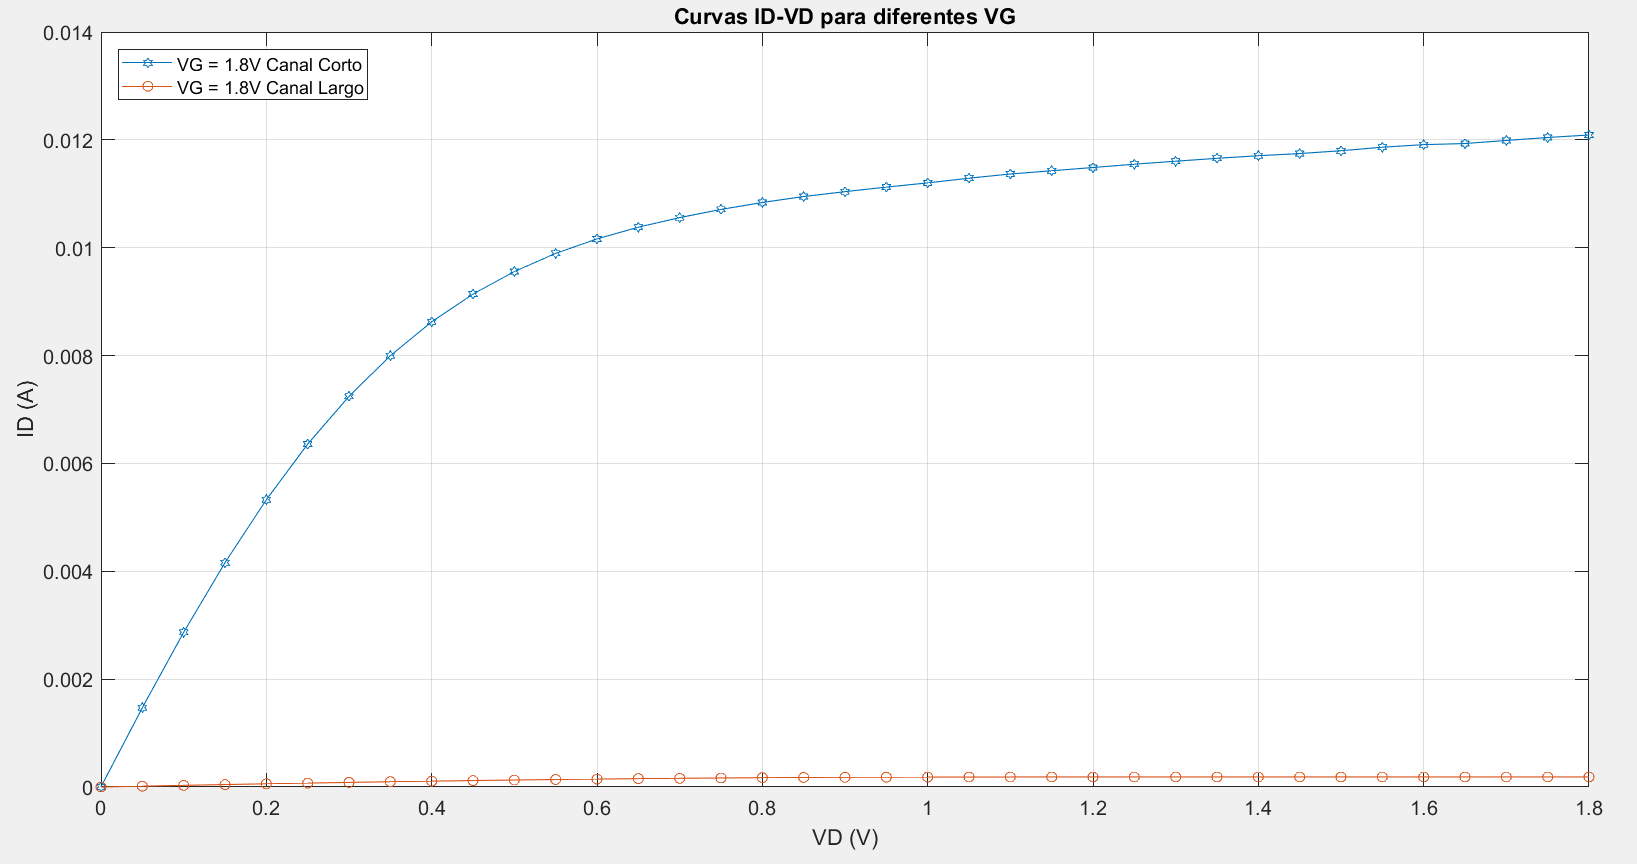 Curvas ID-VD para diferentes VG
VG = 1.8V Canal Corto
VG = 1.8V Canal Largo
0.014
0.012
0.01
0.008
0.006
0.004
0.002
0
ID (A)
0 0.2 0.4 0.6 0.8 1 1.2 1.4 1.6 1.8
VD (V)